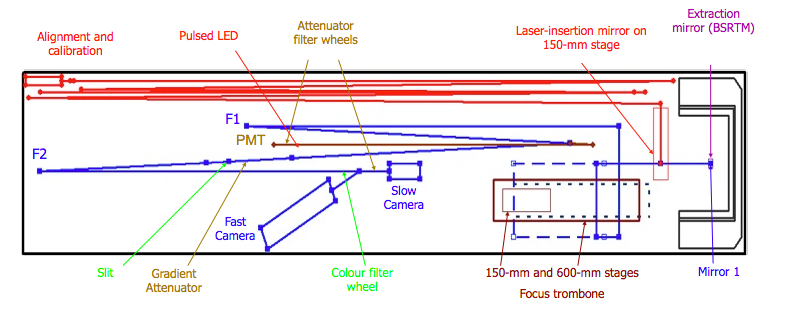 Extraction
mirror (BSRTM)
Attenuator
filter wheels
Laser-insertion mirror on
150-mm stage
Alignment and
calibration
Pulsed LED
F1
PMT
F2
Slow
Camera
Fast
Camera
Slit
Gradient
Attenuator
Colour filter
wheel
150-mm and 600-mm stages
Focus trombone
Mirror 1